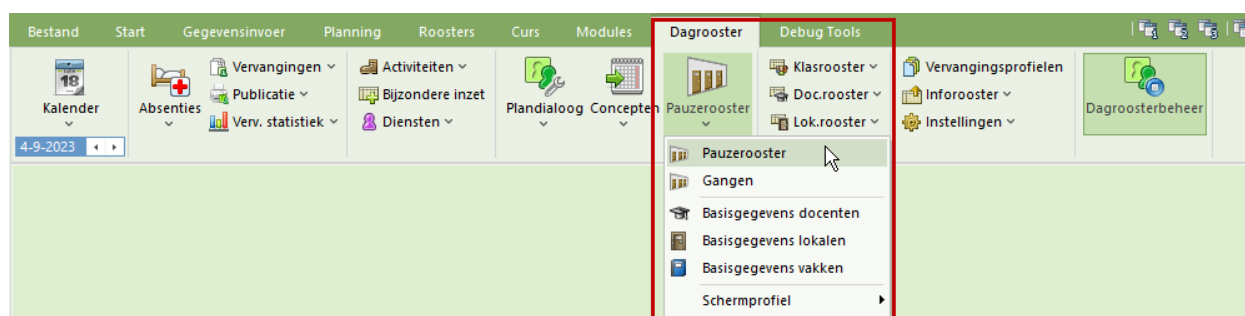 Bestand Start Gegevensinvoer Planning Roosters Curs Modules Dagrooster Debug Tools
18
Kalender
4-9-2023
Absenties
Vervangingen
Publicatie
Verv. statistiek
Activiteiten
Bijzondere inzet
Diensten
Plandialoog
Concepten
Pauzerooster
Klasrooster
Doc.rooster
Lok.rooster
Vervangingsprofielen
Inforooster
Instellingen
Dagroosterbeheer
Pauzerooster
Gangen
Basisgegevens docenten
Basisgegevens lokalen
Basisgegevens vakken
Schermprofiel